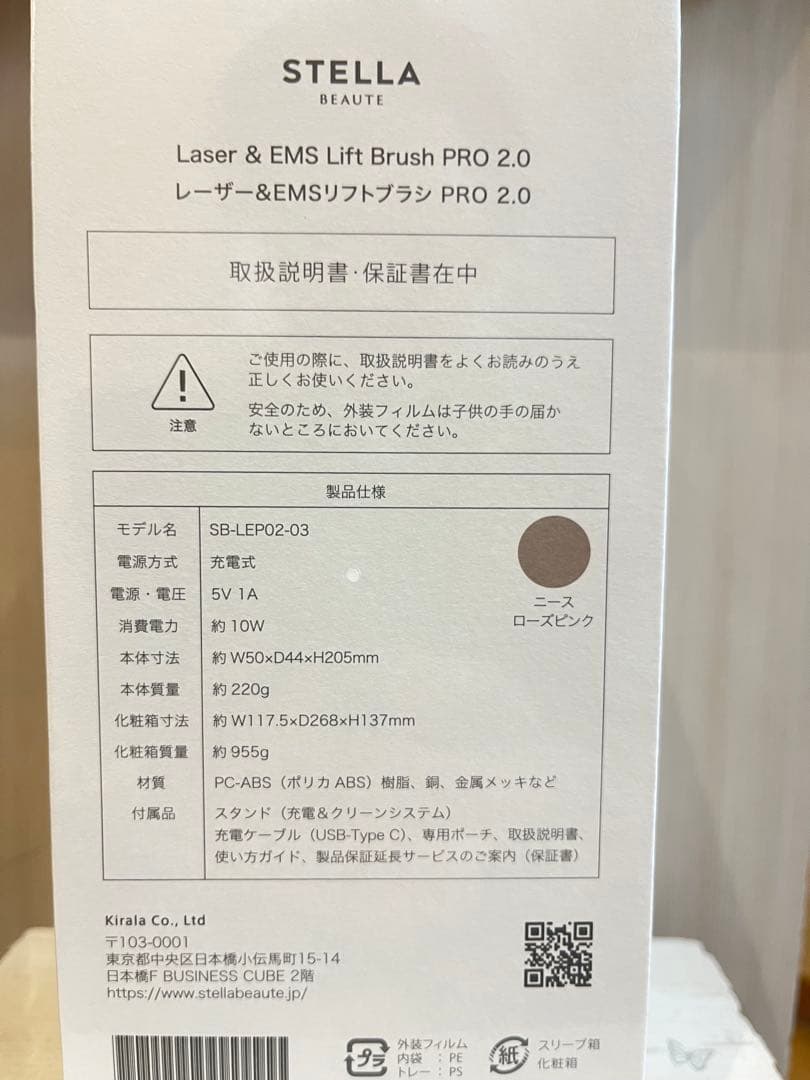 STELLA
BEAUTE
Laser & EMS Lift Brush PRO 2.0
レーザー&EMSリフトブラシ PRO 2.0
取扱説明書・保証書在中
注意
ご使用の際に、取扱説明書をよくお読みのうえ
正しくお使いください。
安全のため、外装フィルムは子供の手の届か
ないところにおいてください。
製品仕様
モデル名 SB-LEP02-03
電源方式 充電式
電源・電圧 5V 1A
消費電力 約 10W
本体寸法 約 W50×D44×H205mm
本体質量 約 220g
化粧箱寸法 約 W117.5×D268×H137mm
化粧箱質量 約 955g
材質 PC-ABS（ポリカ ABS）樹脂、銅、金属メッキなど
付属品 スタンド（充電＆クリーンシステム）
充電ケーブル（USB-Type C）、専用ポーチ、取扱説明書、
使い方ガイド、製品保証延長サービスのご案内（保証書）
ニース
ローズピンク
Kirala Co., Ltd
〒103-0001
東京都中央区日本橋小伝馬町15-14
日本橋F BUSINESS CUBE 2階
https://www.stellabeaute.jp/
プラ
外装フィルム
内袋 ：PE
トレー：PS
紙
スリーブ箱
化粧箱